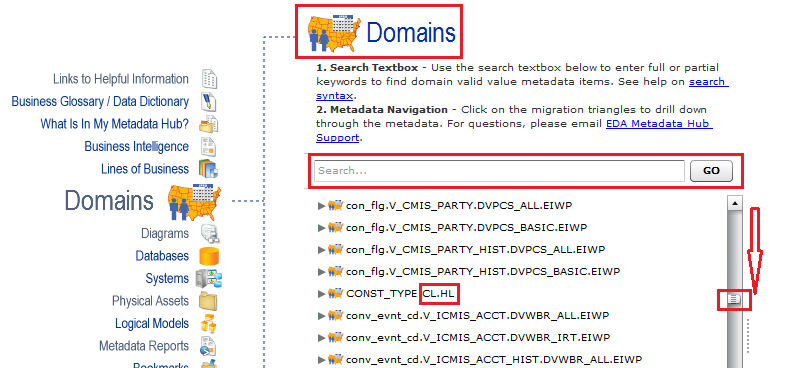 Links to Helpful Information
Business Glossary / Data Dictionary
What Is In My Metadata Hub?
Business Intelligence
Lines of Business
Domains
Diagrams
Databases
Systems
Physical Assets
Logical Models
Metadata Reports
Bookmarks
Domains
1. Search Textbox - Use the search textbox below to enter full or partial
keywords to find domain valid value metadata items. See help on search
syntax.
2. Metadata Navigation - Click on the migration triangles to drill down
through the metadata. For questions, please email EDA Metadata Hub
Support.
Search...
GO
con_flg.V_CMIS_PARTY.DVPCS_ALL.EIWP
con_flg.V_CMIS_PARTY.DVPCS_BASIC.EIWP
con_flg.V_CMIS_PARTY_HIST.DVPCS_ALL.EIWP
con_flg.V_CMIS_PARTY_HIST.DVPCS_BASIC.EIWP
CONST_TYPE CL.HL
conv_evnt_cd.V_ICMIS_ACCT.DVWBR_ALL.EIWP
conv_evnt_cd.V_ICMIS_ACCT.DVWBR_IRT.EIWP
conv_evnt_cd.V_ICMIS_ACCT_HIST.DVWBR_ALL.EIWP